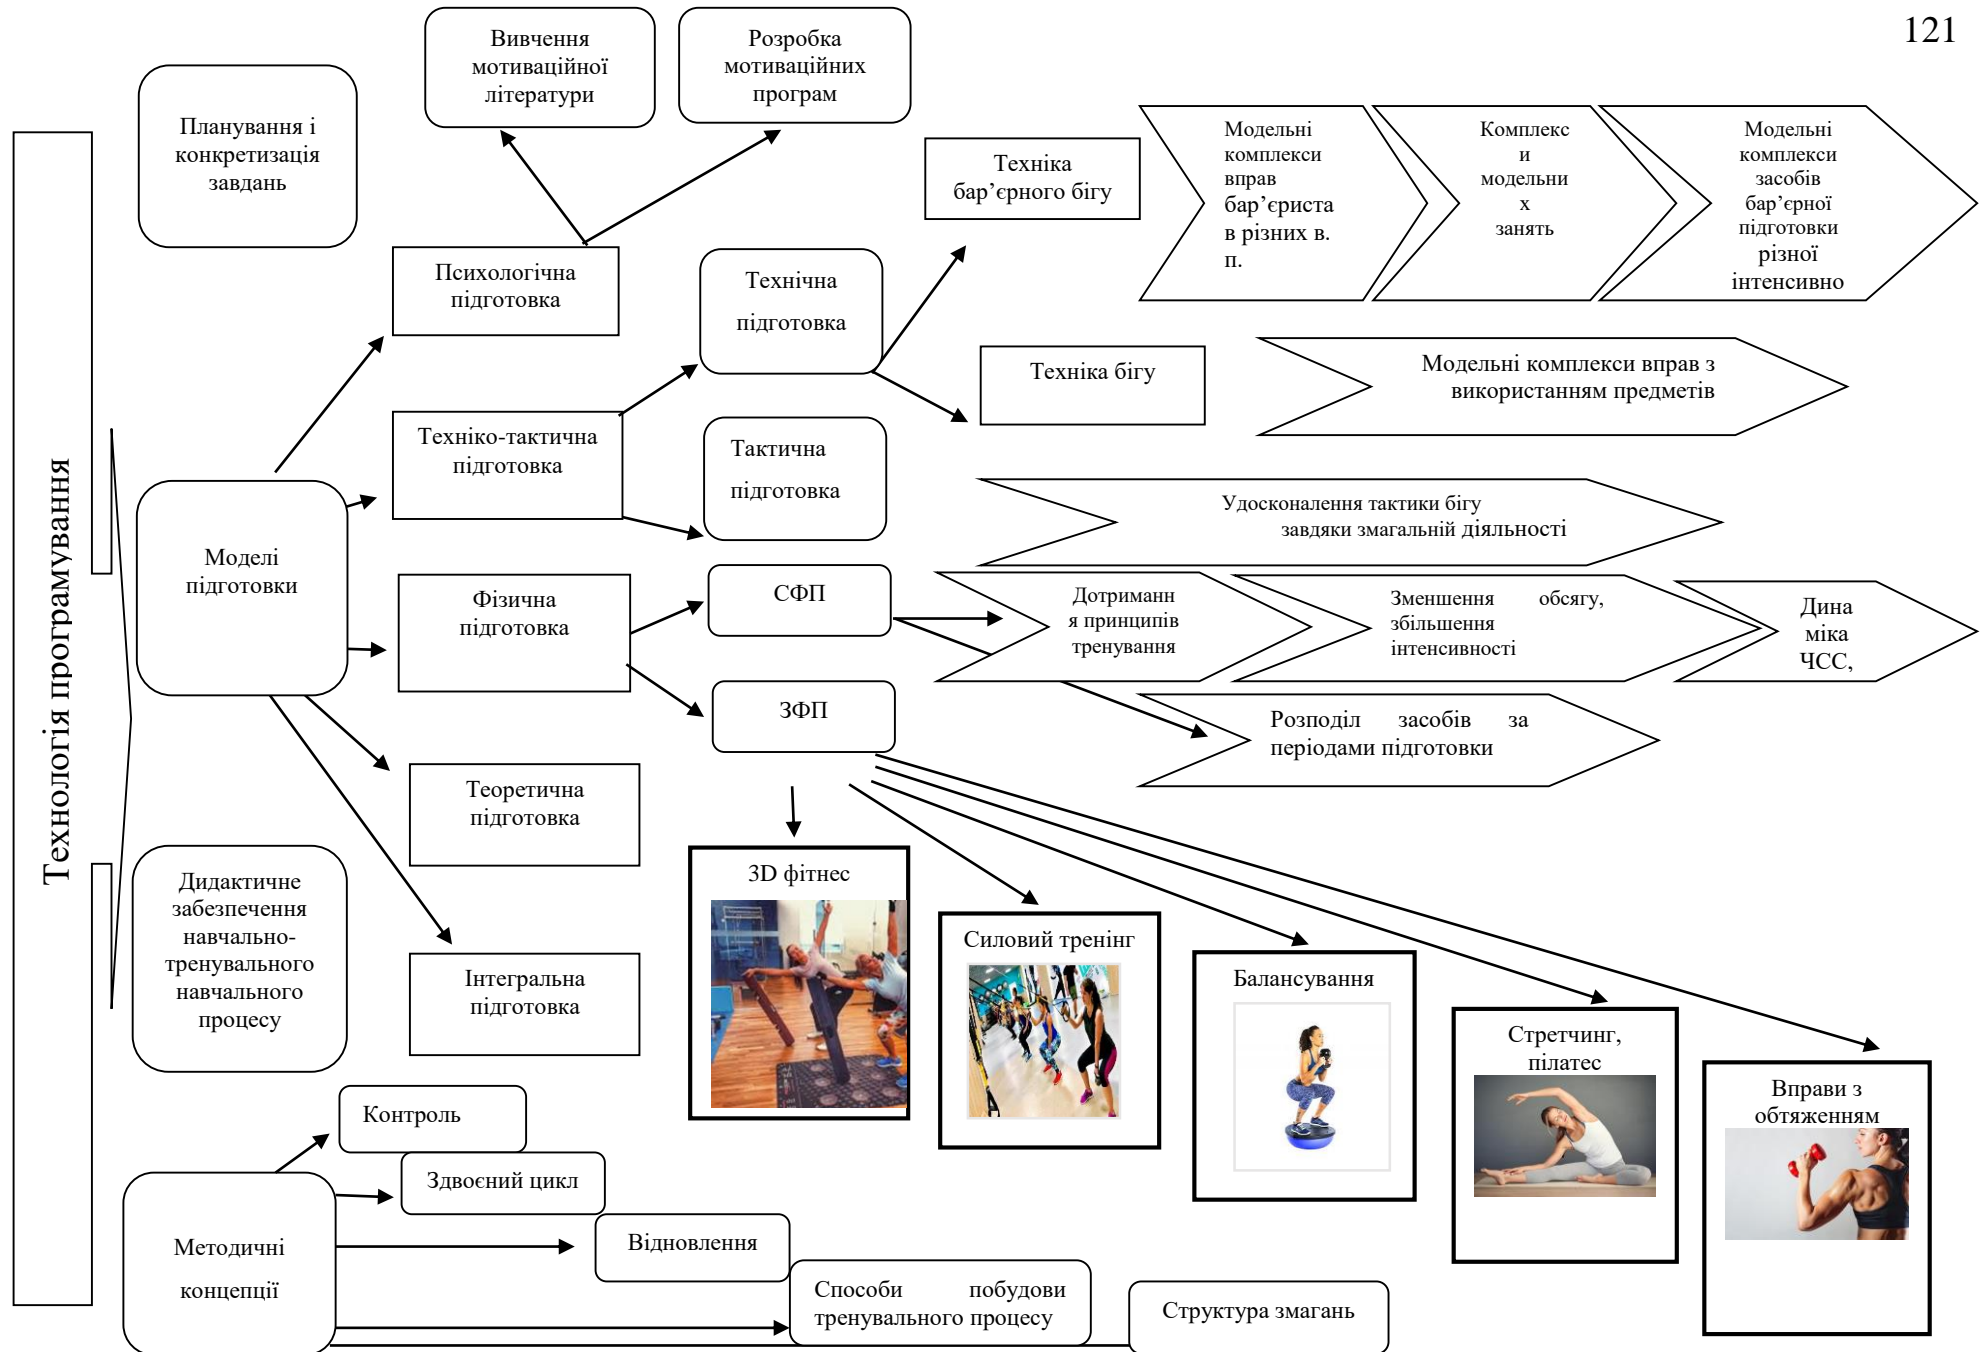 121
Технологія програмування
Планування і
конкретизація
завдань
Вивчення
мотиваційної
літератури
Розробка
мотиваційних
програм
Психологічна
підготовка
Техніка
бар’єрного бігу
Модельні
комплекси
вправ
бар’єриста
в різних в.
п.
Комплекс
и
модельни
х
занять
Модельні
комплекси
засобів
бар’єрної
підготовки
різної
інтенсивно
Технічна
підготовка
Техніка бігу
Модельні комплекси вправ з
використанням предметів
Техніко-тактична
підготовка
Тактична
підготовка
Удосконалення тактики бігу
завдяки змагальній діяльності
Моделі
підготовки
Фізична
підготовка
СФП
Дотриманн
я принципів
тренування
Зменшення обсягу,
збільшення
інтенсивності
Дина
міка
ЧСС,
ЗФП
Розподіл засобів за
періодами підготовки
Теоретична
підготовка
Дидактичне
забезпечення
навчально-
тренувального
навчального
процесу
Інтегральна
підготовка
3D фітнес
Силовий тренінг
Балансування
Стретчинг,
пілатес
Вправи з
обтяженням
Контроль
Здвоєний цикл
Методичні
концепції
Відновлення
Способи побудови
тренувального процесу
Структура змагань